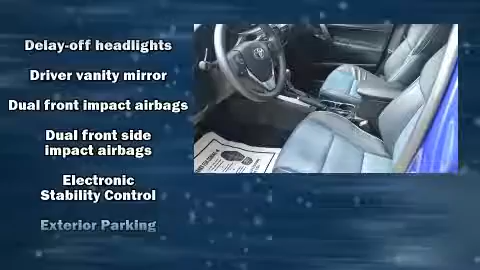 Delay-off headlights
Driver vanity mirror
Dual front impact airbags
Dual front side
impact airbags
Electronic
Stability Control
Exterior Parking